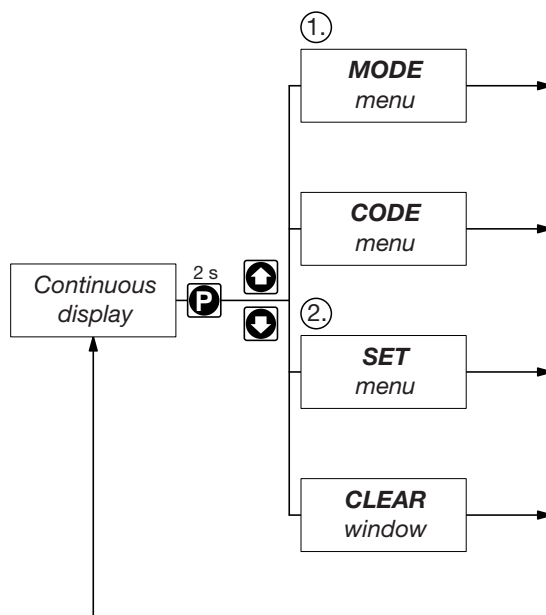 1.
MODE
menu
CODE
menu
2 s
P
Continuous
display
2.
SET
menu
CLEAR
window